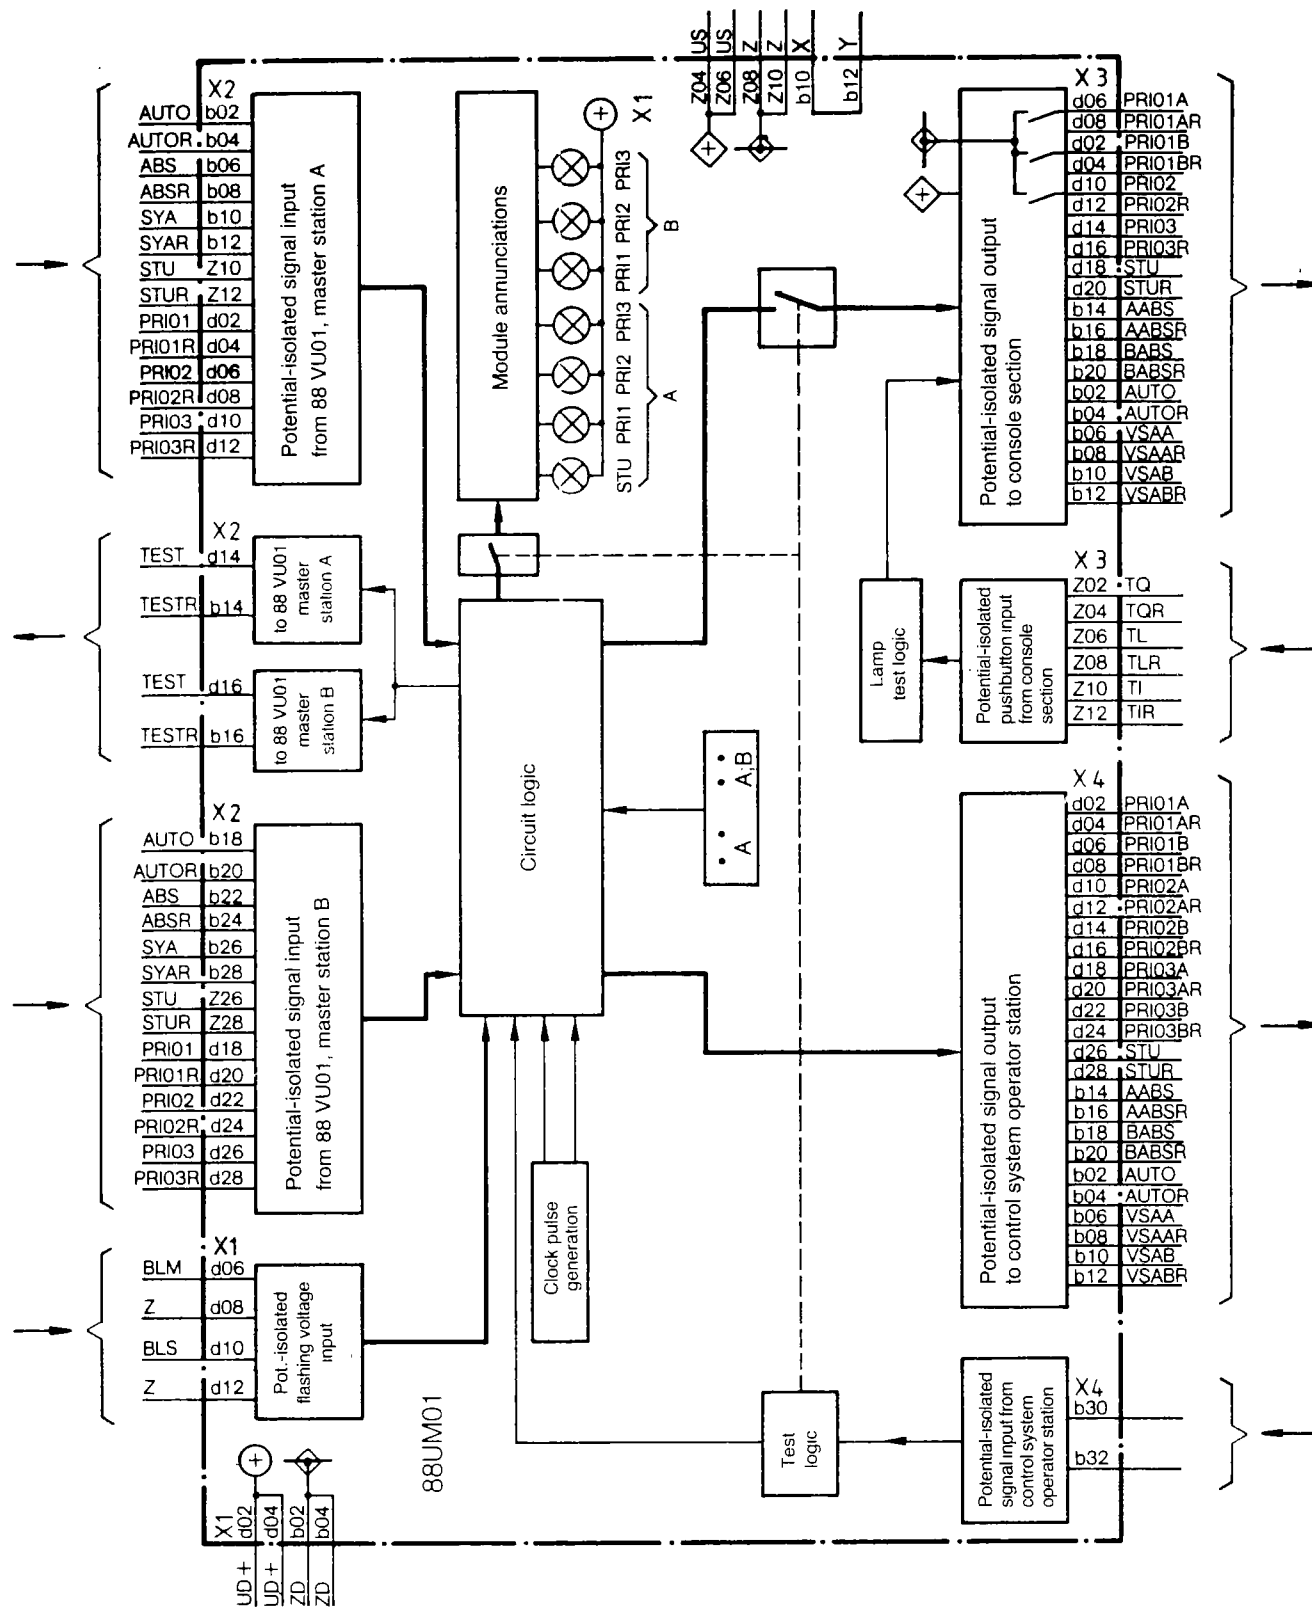 Z04 US
Z06 US
Z08 Z
Z10 Z
b10 X
b12 Y
X2
AUTO b02
AUTOR b04
ABS b06
ABSR b08
SYA b10
SYAR b12
STU Z10
STUR Z12
PRI01 d02
PRI01R d04
PRI02 d06
PRI02R d08
PRI03 d10
PRI03R d12
Potential-isolated signal input
from 88 VU01, master station A
Module annunciations
STU PRI1 PRI2 PRI3 PRI1 PRI2 PRI3
A
B
X1
X3
d06 PRI01A
d08 PRI01AR
d02 PRI01B
d04 PRI01BR
d10 PRI02
d12 PRI02R
d14 PRI03
d16 PRI03R
d18 STU
d20 STUR
b14 AABS
b16 AABSR
b18 BABS
b20 BABSR
b02 AUTO
b04 AUTOR
b06 VSAA
b08 VSAAR
b10 VSAB
b12 VSABR
Potential-isolated signal output
to console section
X2
TEST d14
TESTR b14
to 88 VU01
master
station A
TEST d16
TESTR b16
to 88 VU01
master
station B
X3
Z02 TQ
Z04 TQR
Z06 TL
Z08 TLR
Z10 TI
Z12 TIR
Potential-isolated
pushbutton input
from console
section
Lamp
test logic
Circuit logic
A A;B
X2
AUTO b18
AUTOR b20
ABS b22
ABSR b24
SYA b26
SYAR b28
STU Z26
STUR Z28
PRI01 d18
PRI01R d20
PRI02 d22
PRI02R d24
PRI03 d26
PRI03R d28
Potential-isolated signal input
from 88 VU01, master station B
X4
d02 PRI01A
d04 PRI01AR
d06 PRI01B
d08 PRI01BR
d10 PRI02A
d12 PRI02AR
d14 PRI02B
d16 PRI02BR
d18 PRI03A
d20 PRI03AR
d22 PRI03B
d24 PRI03BR
d26 STU
d28 STUR
b14 AABS
b16 AABSR
b18 BABS
b20 BABSR
b02 AUTO
b04 AUTOR
b06 VSAA
b08 VSAAR
b10 VSAB
b12 VSABR
Potential-isolated signal output
to control system operator station
Clock pulse
generation
X1
BLM d06
Z d08
BLS d10
Z d12
Pot.-isolated
flashing voltage
input
88UM01
Test
logic
Potential-isolated
signal input from
control system
operator station
X4
b30
b32
X1
UD+ d02
UD+ d04
ZD b02
ZD b04